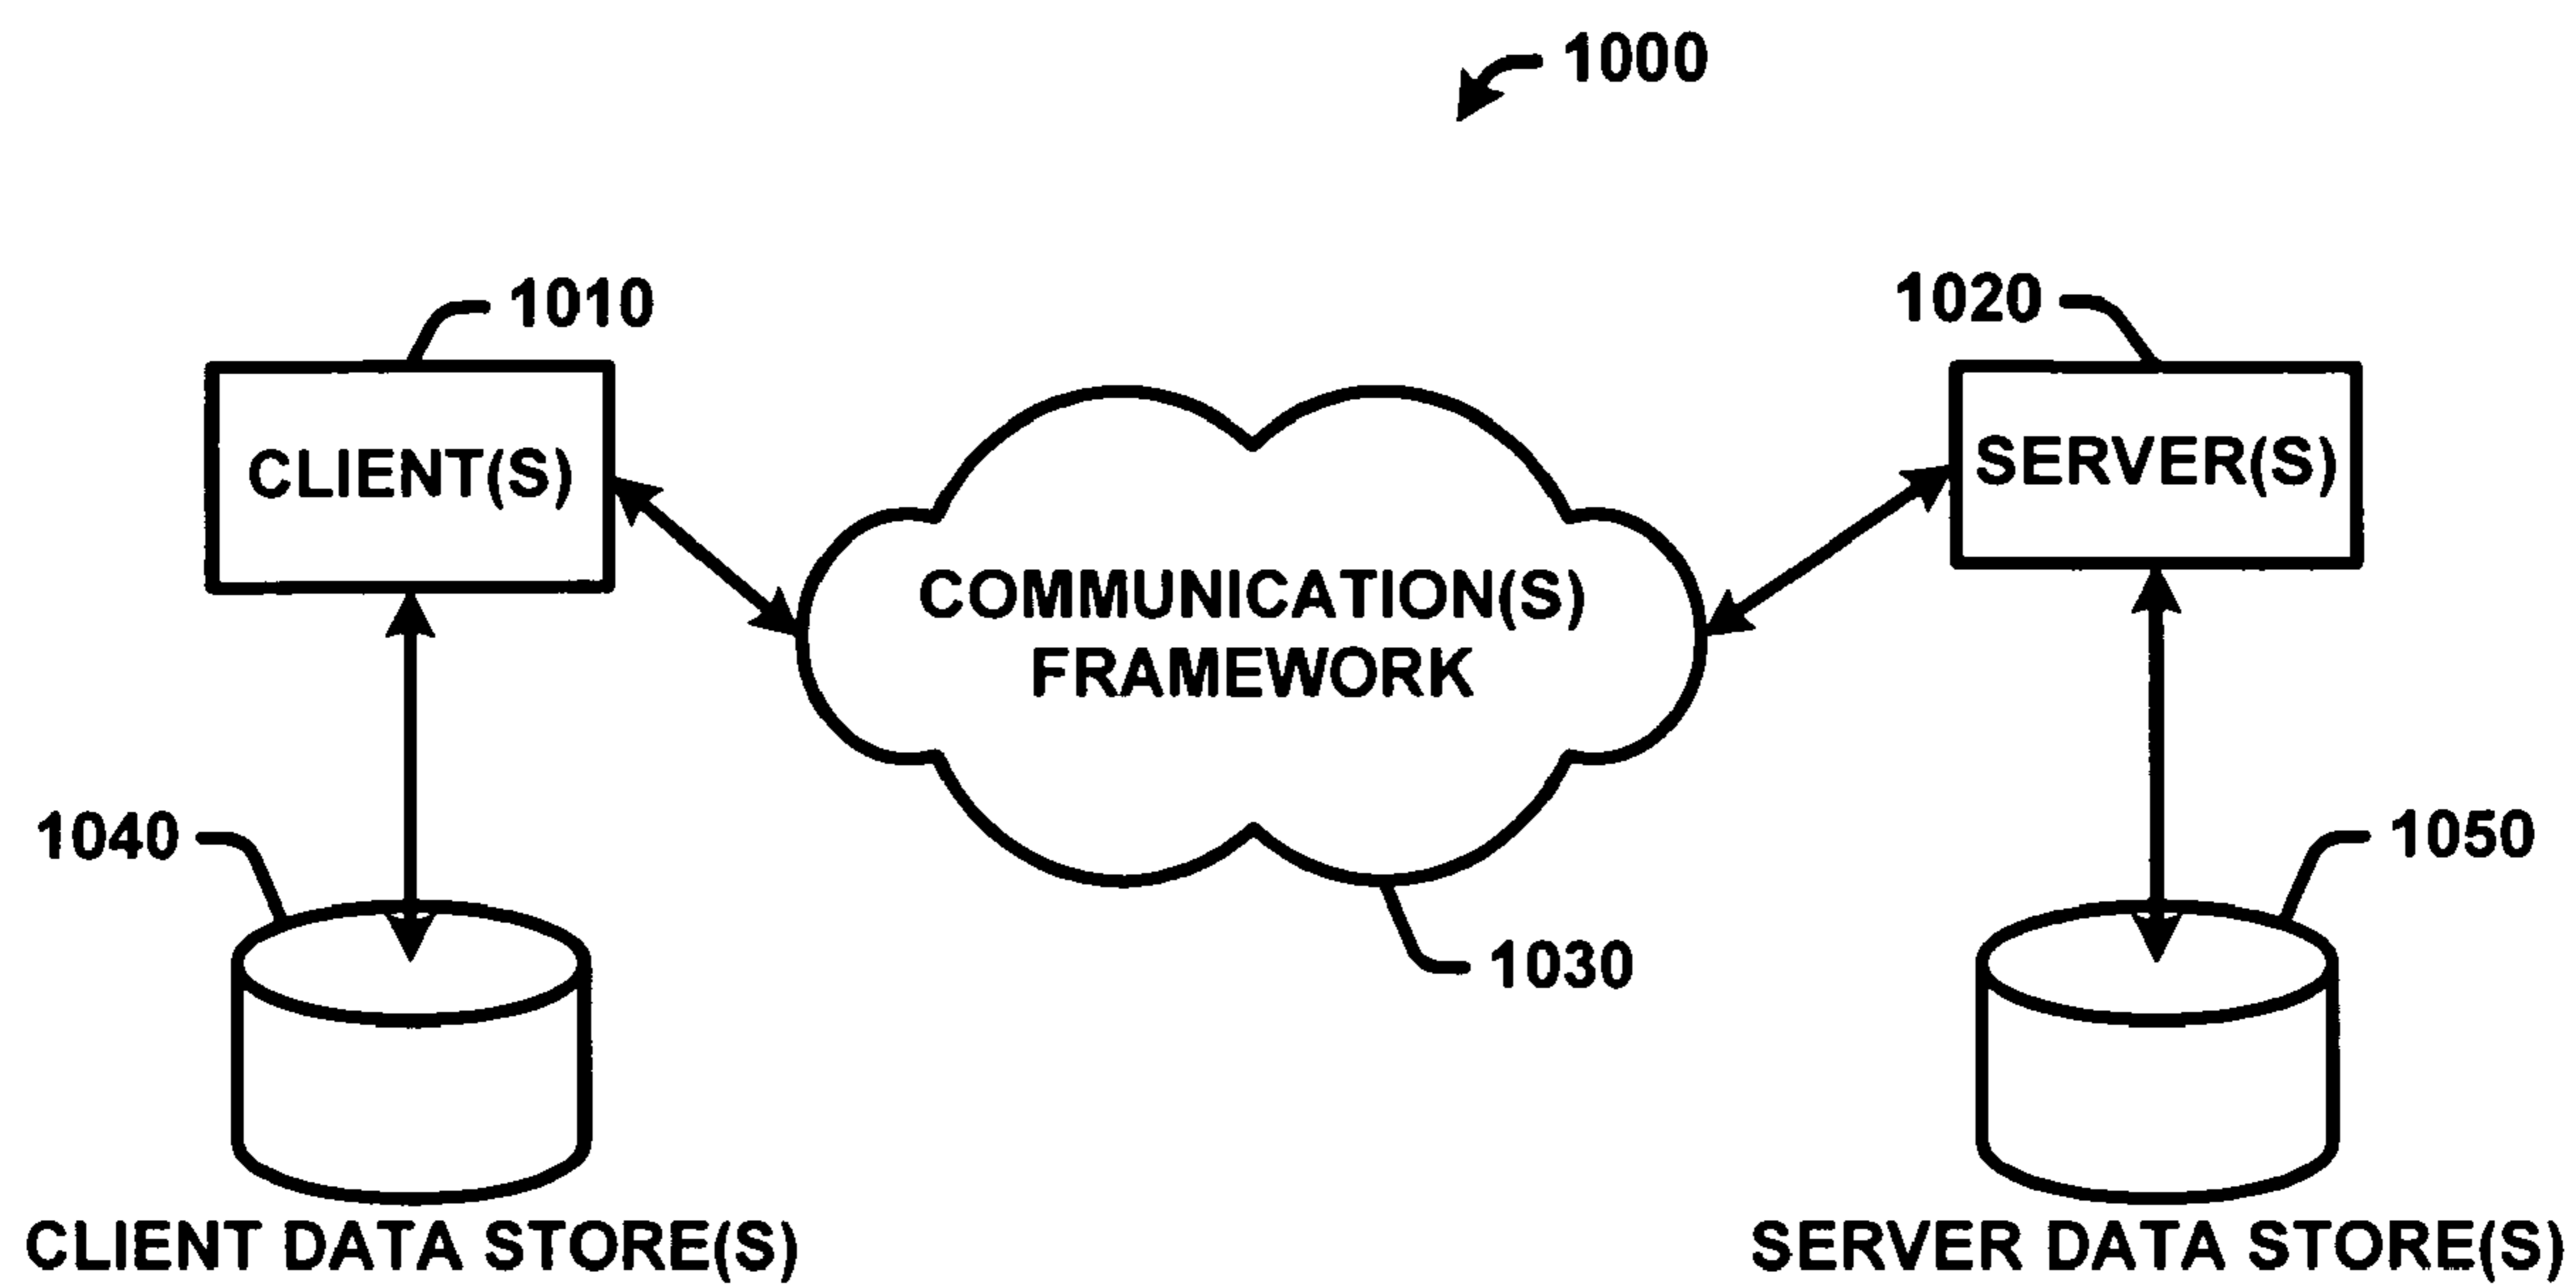 1000
1010
1020
CLIENT(S)
SERVER(S)
COMMUNICATION(S)
FRAMEWORK
1040
1050
1030
CLIENT DATA STORE(S)
SERVER DATA STORE(S)